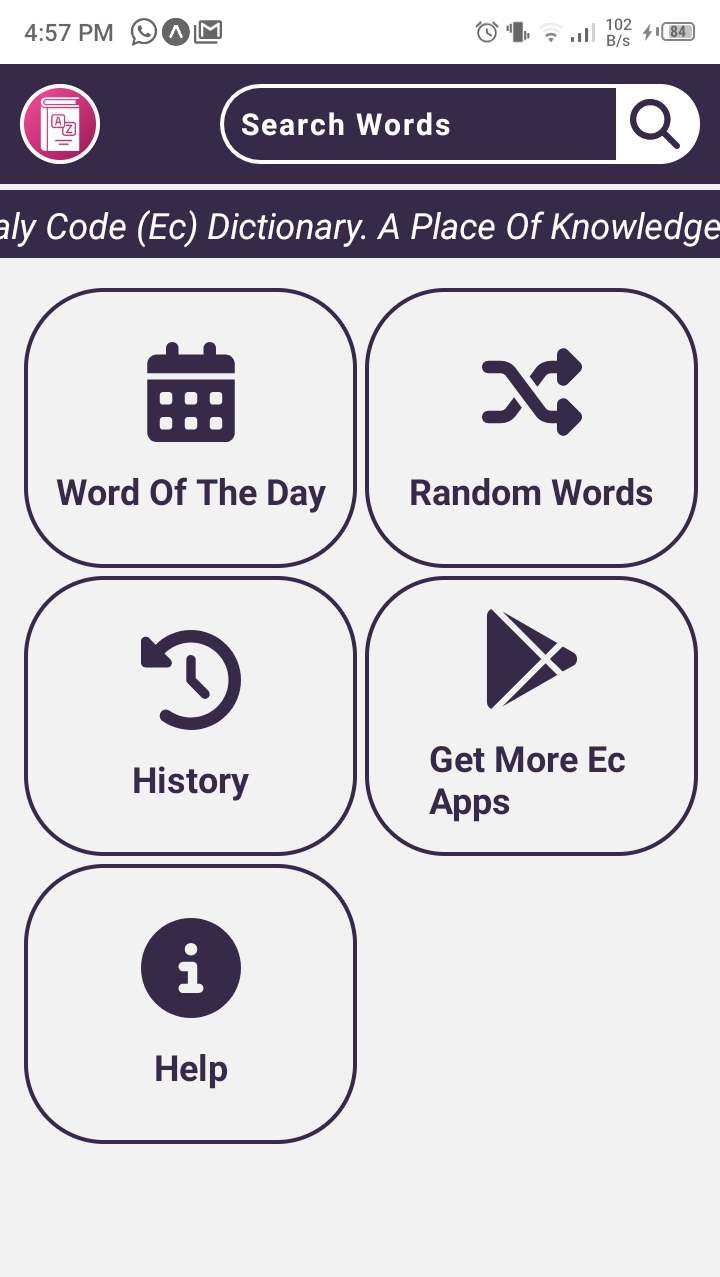 4:57 PM
102
B/s
84
A
Z
Search Words
aly Code (Ec) Dictionary. A Place Of Knowledge
Word Of The Day
Random Words
History
Get More Ec
Apps
Help